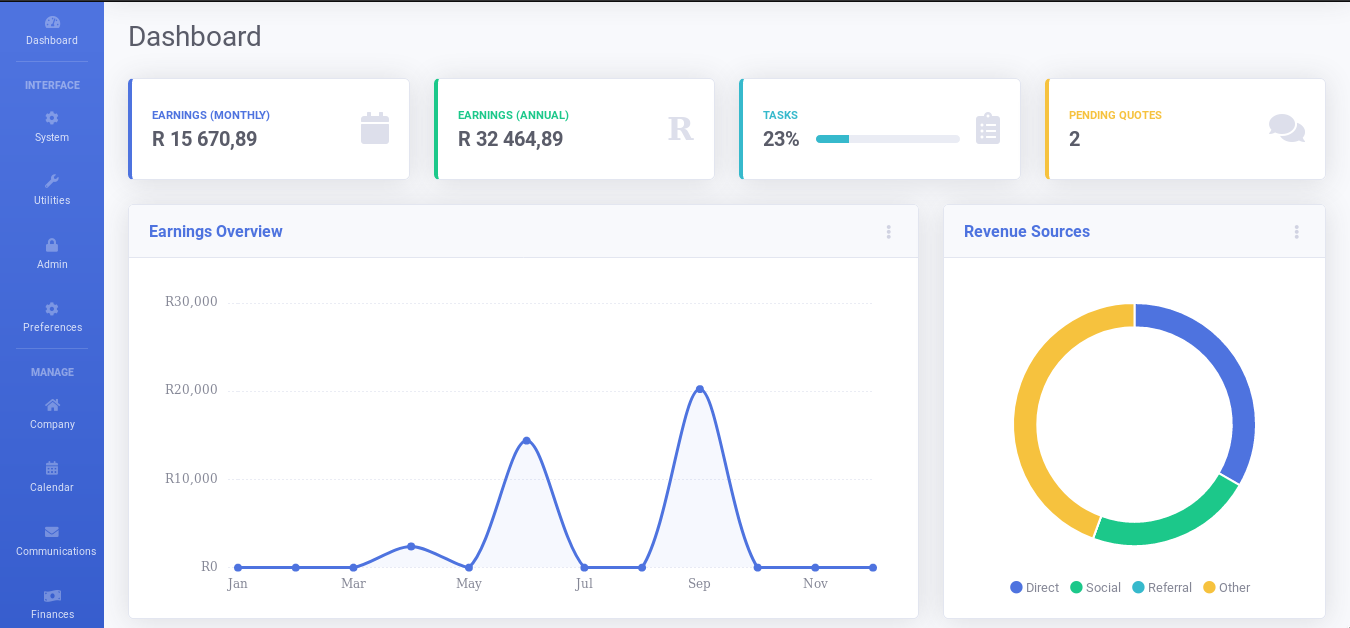 Dashboard
Dashboard
INTERFACE
System
Utilities
Admin
Preferences
MANAGE
Company
Calendar
Communications
Finances
EARNINGS (MONTHLY)
R 15 670,89
EARNINGS (ANNUAL)
R 32 464,89
R
TASKS
23%
PENDING QUOTES
2
Earnings Overview
R30,000
R20,000
R10,000
R0
Jan Mar May Jul Sep Nov
Revenue Sources
Direct Social Referral Other